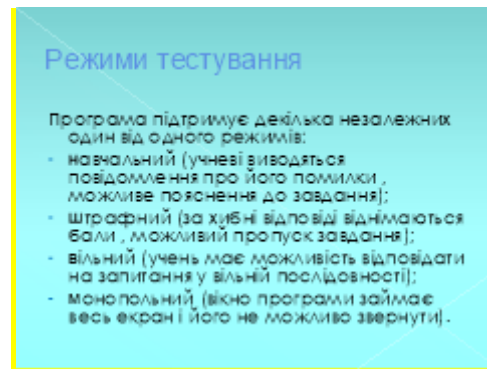 Режими тестування
Програма підтримує декілька незалежних
один від одного режимів:
- навчальний (учневі виводяться
повідомлення про його помилки ,
можливе пояснення до завдання);
- штрафний (за хибні відповіді віднімаються
бали , можливий пропуск завдання);
- вільний (учень має можливість відповідати
на запитання у вільній послідовності);
- монопольний (вікно програми займає
весь екран і його не можливо звернути).